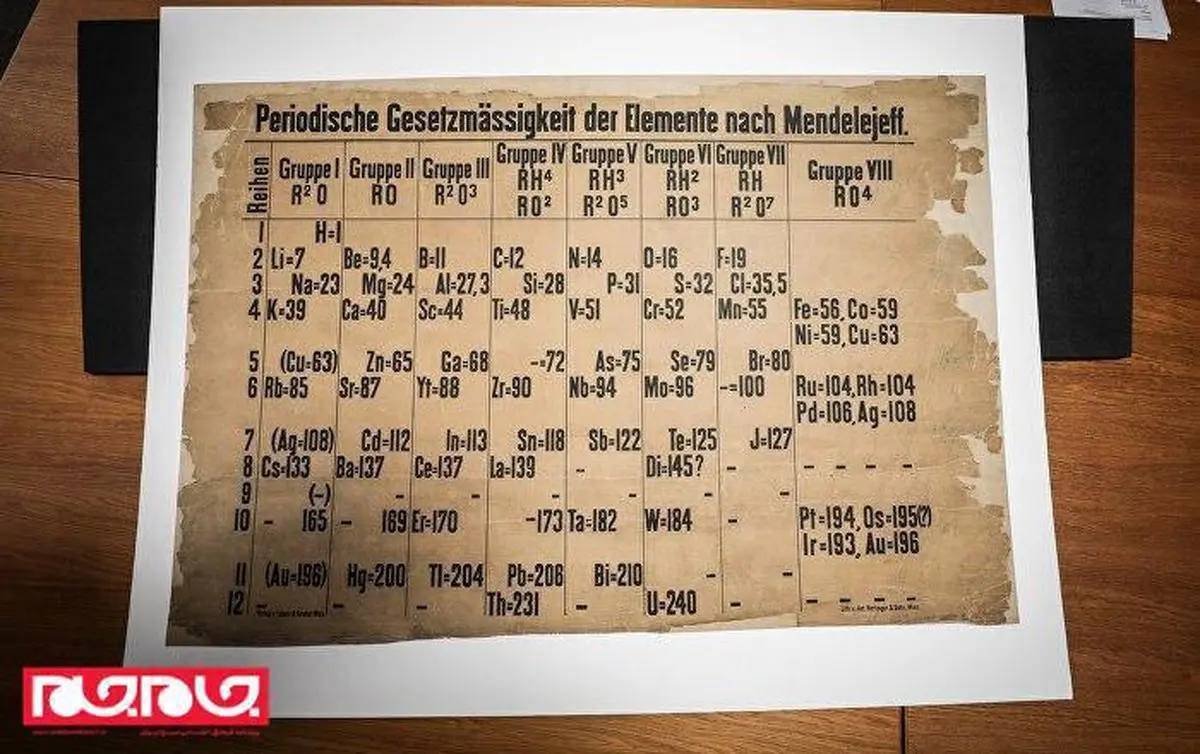 Periodische Gesetzmässigkeit der Elemente nach Mendelejeff.
Reihen Gruppe I R² O Gruppe II RO Gruppe III R² O³ Gruppe IV RH⁴ RO² Gruppe V RH³ R² O⁵ Gruppe VI RH² RO³ Gruppe VII RH R² O⁷ Gruppe VIII RO⁴
1 H=1
2 Li=7 Be=9,4 B=11 C=12 N=14 O=16 F=19
3 Na=23 Mg=24 Al=27,3 Si=28 P=31 S=32 Cl=35,5
4 K=39 Ca=40 Sc=44 Ti=48 V=51 Cr=52 Mn=55 Fe=56, Co=59
Ni=59, Cu=63
5 (Cu=63) Zn=65 Ga=68 -=72 As=75 Se=79 Br=80
6 Rb=85 Sr=87 Yt=88 Zr=90 Nb=94 Mo=96 -=100 Ru=104, Rh=104
Pd=106, Ag=108
7 (Ag=108) Cd=112 In=113 Sn=118 Sb=122 Te=125 J=127
8 Cs=133 Ba=137 Ce=137 La=139 - Di=145? - - - - -
9 (-) - - - - - -
10 - 165 - 169 Er=170 -173 Ta=182 W=184 - Pt=194, Os=195(?)
Ir=193, Au=196
11 (Au=196) Hg=200 Tl=204 Pb=206 Bi=210 - -
12 - - - Th=231 - U=240 - - - - -
جام‌جم